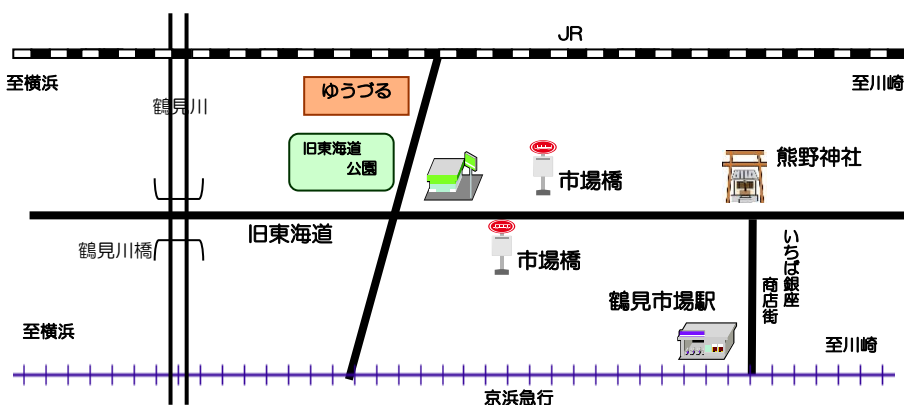 JR
至横浜
ゆうづる
至川崎
鶴見川
旧東海道
公園
市場橋
熊野神社
旧東海道
鶴見川橋
市場橋
いちば銀座
商店街
鶴見市場駅
至横浜
至川崎
京浜急行